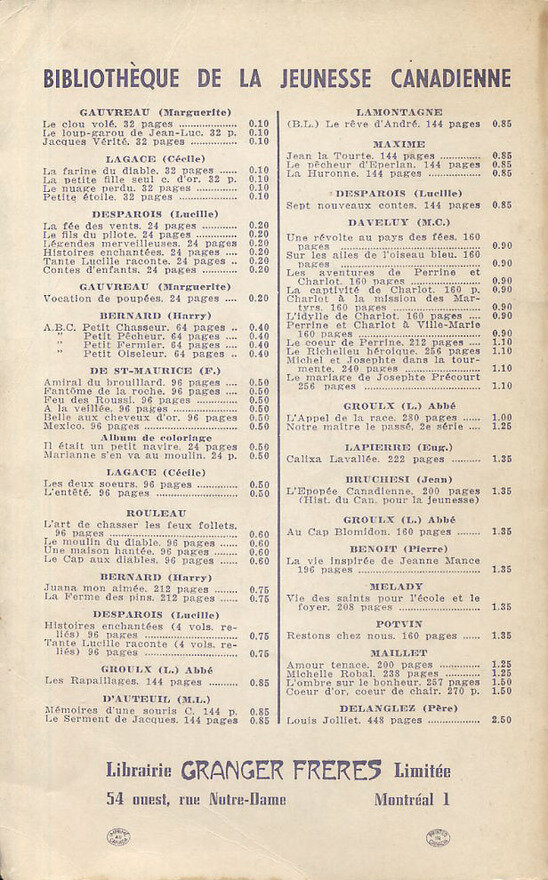 BIBLIOTHÈQUE DE LA JEUNESSE CANADIENNE
GAUVREAU (Marguerite)
Le clou volé. 32 pages .................. 0.10
Le loup-garou de Jean-Luc. 32 p. 0.10
Jacques Vérité. 32 pages ............ 0.10
LAGACE (Cécile)
La farine du diable. 32 pages ...... 0.10
La petite fille seul c. d'or. 32 p. 0.10
Le nuage perdu. 32 pages ............ 0.10
Petite étoile. 32 pages ................ 0.10
DESPAROIS (Lucille)
La fée des vents. 24 pages .......... 0.20
Le fils du pilote. 24 pages .......... 0.20
Légendes merveilleuses. 24 pages 0.20
Histoires enchantées. 24 pages .... 0.20
Tante Lucille raconte. 24 pages .. 0.20
Contes d'enfants. 24 pages .......... 0.20
GAUVREAU (Marguerite)
Vocation de poupées. 24 pages .... 0.20
BERNARD (Harry)
A.B.C. Petit Chasseur. 64 pages .. 0.40
" Petit Pêcheur. 64 pages .... 0.40
" Petit Fermier. 64 pages .... 0.40
" Petit Oiseleur. 64 pages .. 0.40
DE ST-MAURICE (F.)
Amiral du brouillard. 96 pages .... 0.50
Fantôme de la roche. 96 pages .... 0.50
Feu des Roussi. 96 pages ............ 0.50
A la veillée. 96 pages .................. 0.50
Belle aux cheveux d'or. 96 pages 0.50
Mexico. 96 pages ........................ 0.50
Album de coloriage
Il était un petit navire. 24 pages 0.50
Marianne s'en va au moulin. 24 p. 0.50
LAGACE (Cécile)
Les deux soeurs. 96 pages .......... 0.50
L'entêté. 96 pages ...................... 0.50
ROULEAU
L'art de chasser les feux follets.
96 pages ................................ 0.60
Le moulin du diable. 96 pages .... 0.60
Une maison hantée. 96 pages ...... 0.60
Le Cap aux diables. 96 pages ...... 0.60
BERNARD (Harry)
Juana mon aimée. 212 pages ........ 0.75
La Ferme des pins. 212 pages ...... 0.75
DESPAROIS (Lucille)
Histoires enchantées (4 vols. re-
liés) 96 pages ........................ 0.75
Tante Lucille raconte (4 vols. re-
liés) 96 pages ........................ 0.75
GROULX (L.) Abbé
Les Rapaillages. 144 pages .......... 0.85
D'AUTEUIL (M.L.)
Mémoires d'une souris C. 144 p. 0.85
Le Serment de Jacques. 144 pages 0.85
LAMONTAGNE
(B.L.) Le rêve d'André. 144 pages 0.85
MAXIME
Jean la Tourte. 144 pages ............ 0.85
Le pêcheur d'Eperlan. 144 pages .. 0.85
La Huronne. 144 pages ................ 0.85
DESPAROIS (Lucille)
Sept nouveaux contes. 144 pages .. 0.85
DAVELUY (M.C.)
Une révolte au pays des fées. 160
pages .................................... 0.90
Sur les ailes de l'oiseau bleu. 160
pages .................................... 0.90
Les aventures de Perrine et
Charlot. 160 pages .................. 0.90
La captivité de Charlot. 160 p. 0.90
Charlot à la mission des Mar-
tyrs. 160 pages ...................... 0.90
L'idylle de Charlot. 160 pages .... 0.90
Perrine et Charlot à Ville-Marie
160 pages .............................. 0.90
Le coeur de Perrine. 212 pages .... 1.10
Le Richelieu héroïque. 256 pages 1.10
Michel et Josephte dans la tour-
mente. 240 pages .................... 1.10
Le mariage de Josephte Précourt
256 pages .............................. 1.10
GROULX (L.) Abbé
L'Appel de la race. 280 pages ...... 1.00
Notre maître le passé. 2e série .... 1.25
LAPIERRE (Eug.)
Calixa Lavallée. 222 pages .......... 1.35
BRUCHESI (Jean)
L'Epopée Canadienne. 200 pages 1.35
(Hist. du Can. pour la jeunesse)
GROULX (L.) Abbé
Au Cap Blomidon. 160 pages ........ 1.35
BENOIT (Pierre)
La vie inspirée de Jeanne Mance
196 pages .............................. 1.35
MELADY
Vie des saints pour l'école et le
foyer. 208 pages .................... 1.35
POTVIN
Restons chez nous. 160 pages ...... 1.35
MAILLET
Amour tenace. 200 pages ............ 1.25
Michelle Robal. 238 pages .......... 1.25
L'ombre sur le bonheur. 257 pages 1.50
Coeur d'or, coeur de chair. 270 p. 1.50
DELANGLEZ (Père)
Louis Jolliet. 448 pages .............. 2.50
Librairie GRANGER FRERES Limitée
54 ouest, rue Notre-Dame Montréal 1
IMPRIMÉ AU CANADA
PRINTED IN CANADA